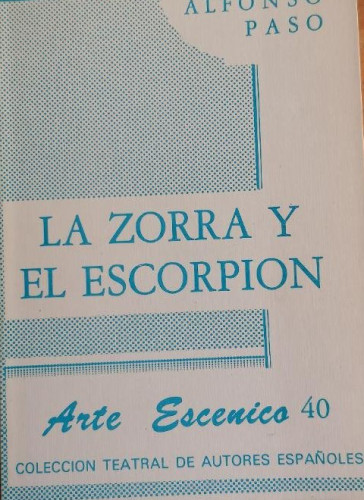 ALFONSO
PASO
LA ZORRA Y
EL ESCORPION
Arte Escenico 40
COLECCION TEATRAL DE AUTORES ESPAÑOLES